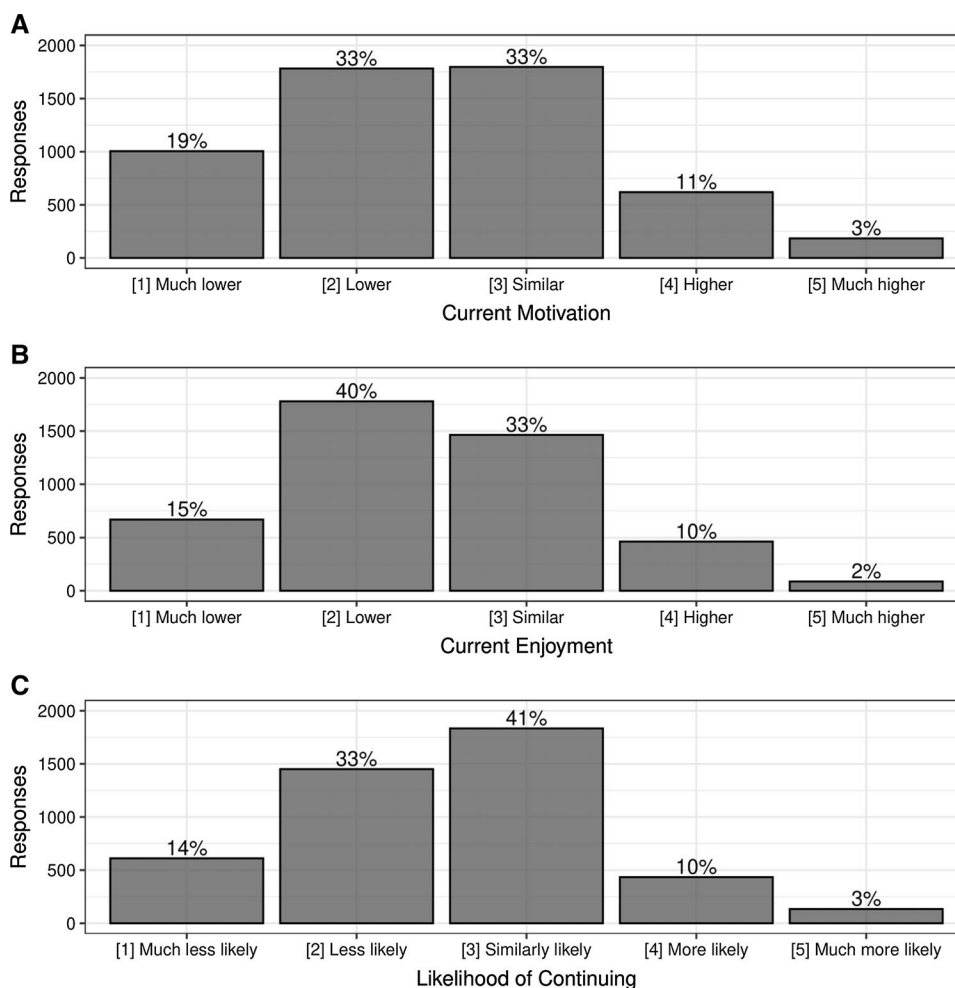 A
2000
1500
1000
500
0
Responses
19%
33%
33%
11%
3%
[1] Much lower
[2] Lower
[3] Similar
[4] Higher
[5] Much higher
Current Motivation
B
2000
1500
1000
500
0
Responses
15%
40%
33%
10%
2%
[1] Much lower
[2] Lower
[3] Similar
[4] Higher
[5] Much higher
Current Enjoyment
C
2000
1500
1000
500
0
Responses
14%
33%
41%
10%
3%
[1] Much less likely
[2] Less likely
[3] Similarly likely
[4] More likely
[5] Much more likely
Likelihood of Continuing